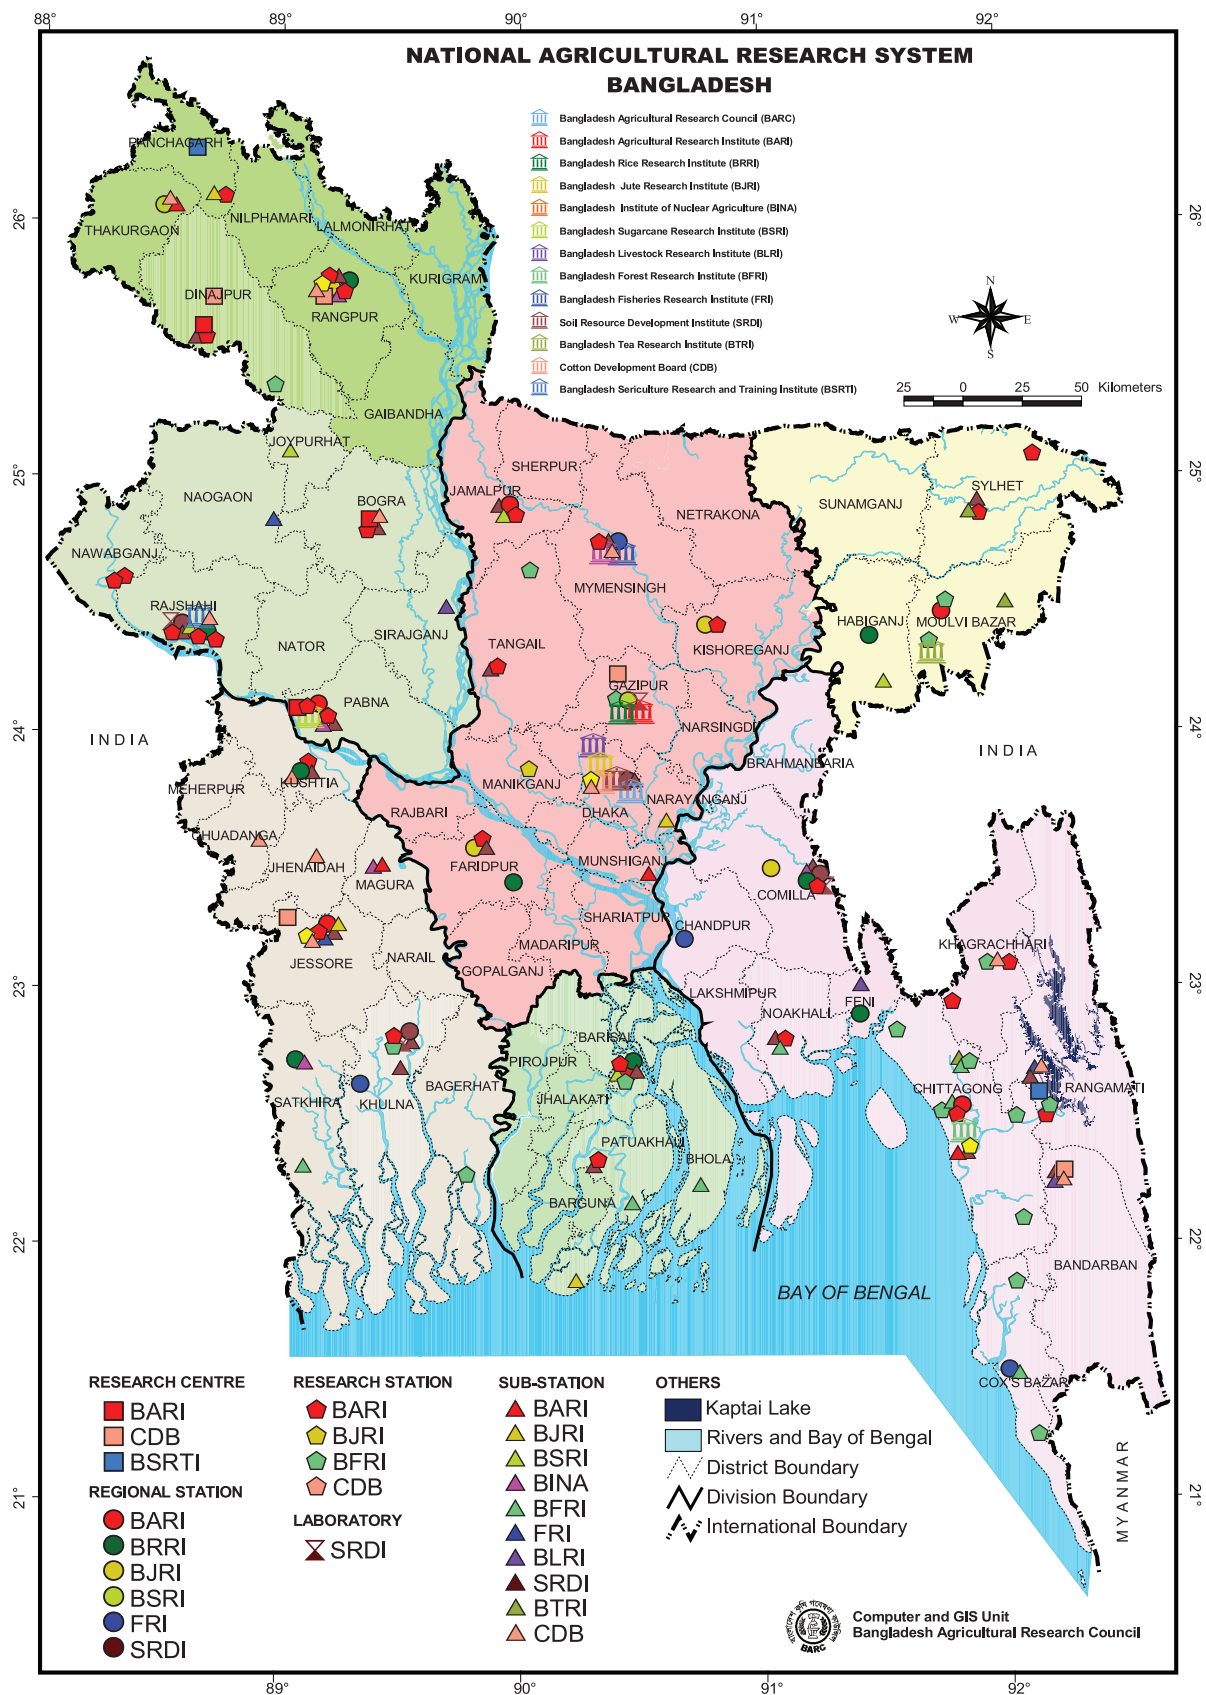 88° 89° 90° 91° 92°
NATIONAL AGRICULTURAL RESEARCH SYSTEM
BANGLADESH
Bangladesh Agricultural Research Council (BARC)
Bangladesh Agricultural Research Institute (BARI)
Bangladesh Rice Research Institute (BRRI)
Bangladesh Jute Research Institute (BJRI)
Bangladesh Institute of Nuclear Agriculture (BINA)
Bangladesh Sugarcane Research Institute (BSRI)
Bangladesh Livestock Research Institute (BLRI)
Bangladesh Forest Research Institute (BFRI)
Bangladesh Fisheries Research Institute (FRI)
Soil Resource Development Institute (SRDI)
Bangladesh Tea Research Institute (BTRI)
Cotton Development Board (CDB)
Bangladesh Sericulture Research and Training Institute (BSRTI)
N
W E
S
25 0 25 50 Kilometers
26° 26°
25° 25°
24° 24°
23° 23°
22° 22°
21° 21°
PANCHAGARH
THAKURGAON
NILPHAMARI
LALMONIRHAT
KURIGRAM
DINAJPUR
RANGPUR
GAIBANDHA
JOYPURHAT
NAOGAON
BOGRA
NAWABGANJ
RAJSHAHI
NATOR
SIRAJGANJ
PABNA
SHERPUR
JAMALPUR
NETRAKONA
MYMENSINGH
TANGAIL
KISHOREGANJ
GAZIPUR
NARSINGDI
MANIKGANJ
DHAKA
NARAYANGANJ
RAJBARI
FARIDPUR
MUNSHIGANJ
SHARIATPUR
MADARIPUR
GOPALGANJ
SUNAMGANJ
SYLHET
HABIGANJ
MOULVI BAZAR
INDIA
INDIA
MEHERPUR
KUSHTIA
CHUADANGA
JHENAIDAH
MAGURA
JESSORE
NARAIL
SATKHIRA
KHULNA
BAGERHAT
BRAHMANBARIA
COMILLA
CHANDPUR
LAKSHMIPUR
NOAKHALI
FENI
KHAGRACHHARI
CHITTAGONG
RANGAMATI
BANDARBAN
COX'S BAZAR
BARISAL
PIROJPUR
JHALAKATI
PATUAKHALI
BHOLA
BARGUNA
BAY OF BENGAL
MYANMAR
RESEARCH CENTRE
BARI
CDB
BSRTI
REGIONAL STATION
BARI
BRRI
BJRI
BSRI
FRI
SRDI
RESEARCH STATION
BARI
BJRI
BFRI
CDB
LABORATORY
SRDI
SUB-STATION
BARI
BJRI
BSRI
BINA
BFRI
FRI
BLRI
SRDI
BTRI
CDB
OTHERS
Kaptai Lake
Rivers and Bay of Bengal
District Boundary
Division Boundary
International Boundary
BARC
Computer and GIS Unit
Bangladesh Agricultural Research Council
89° 90° 91° 92°